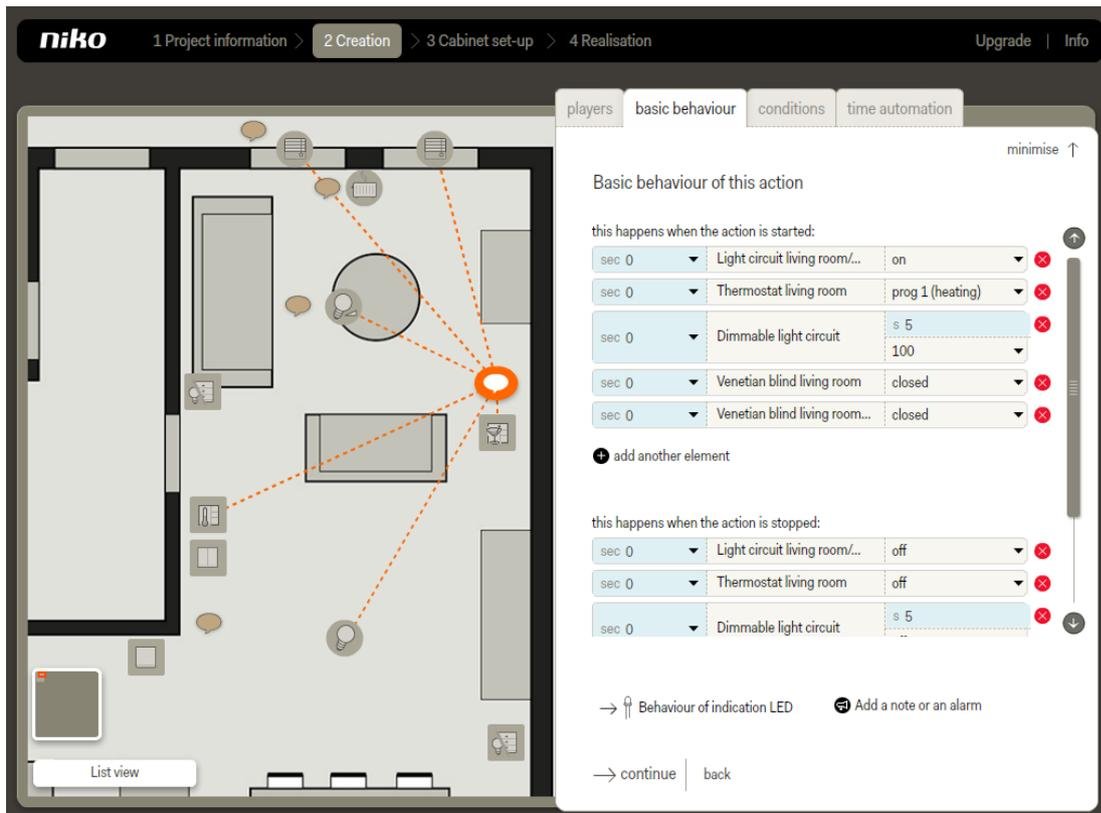 niko 1 Project information > 2 Creation > 3 Cabinet set-up > 4 Realisation Upgrade | Info
players basic behaviour conditions time automation
minimise ↑
Basic behaviour of this action
this happens when the action is started:
sec 0 Light circuit living room/... on
sec 0 Thermostat living room prog 1 (heating)
sec 0 Dimmable light circuit s 5
100
sec 0 Venetian blind living room closed
sec 0 Venetian blind living room... closed
add another element
this happens when the action is stopped:
sec 0 Light circuit living room/... off
sec 0 Thermostat living room off
sec 0 Dimmable light circuit s 5
Behaviour of indication LED Add a note or an alarm
List view
continue back